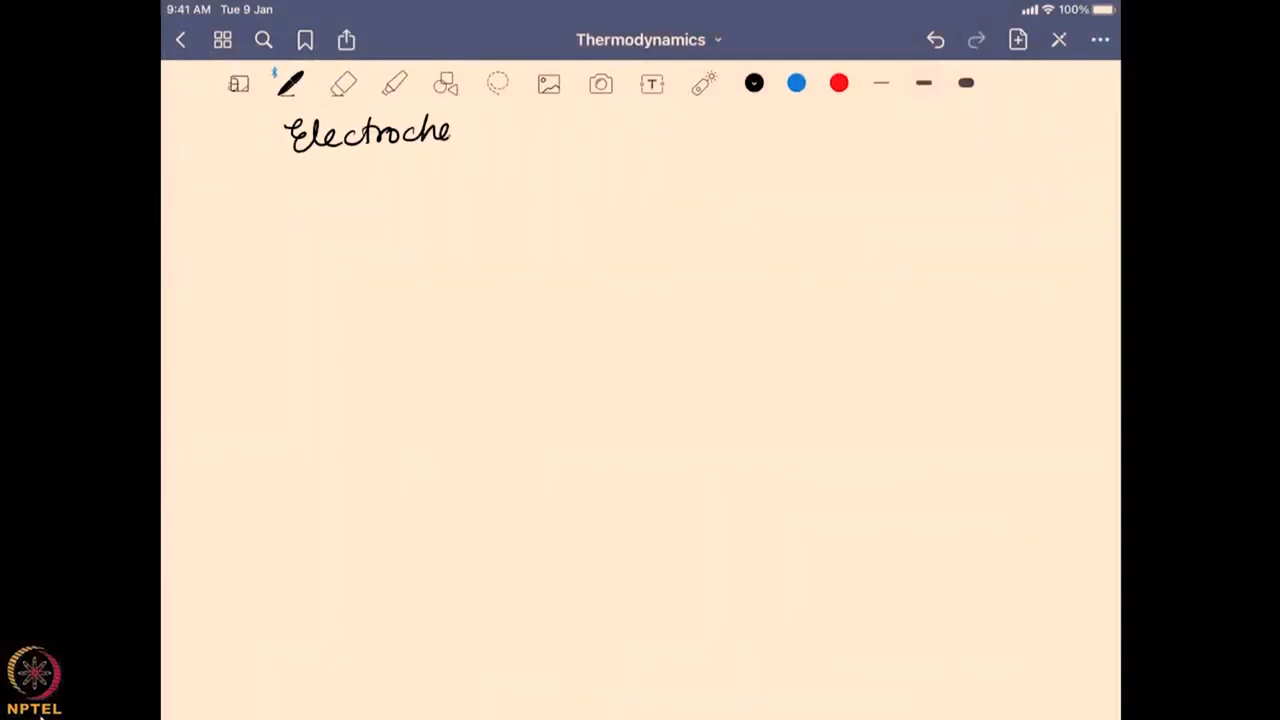 9:41 AM Tue 9 Jan 100%
Thermodynamics
T
Electroche
NPTEL